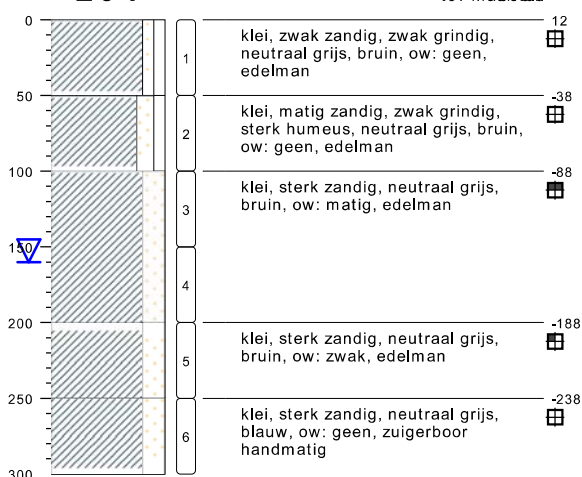 0
12
1
klei, zwak zandig, zwak grindig,
neutraal grijs, bruin, ow: geen,
edelman
50
-38
2
klei, matig zandig, zwak grindig,
sterk humeus, neutraal grijs, bruin,
ow: geen, edelman
100
-88
3
klei, sterk zandig, neutraal grijs,
bruin, ow: matig, edelman
150
4
200
-188
5
klei, sterk zandig, neutraal grijs,
bruin, ow: zwak, edelman
250
-238
6
klei, sterk zandig, neutraal grijs,
blauw, ow: geen, zuigerboor
handmatig
300